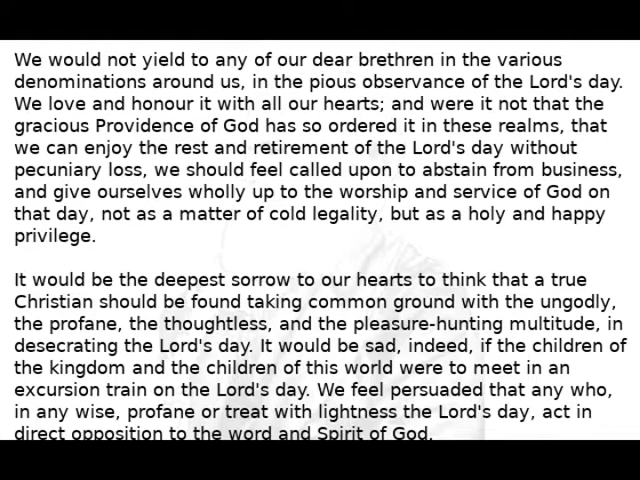 We would not yield to any of our dear brethren in the various
denominations around us, in the pious observance of the Lord's day.
We love and honour it with all our hearts; and were it not that the
gracious Providence of God has so ordered it in these realms, that
we can enjoy the rest and retirement of the Lord's day without
pecuniary loss, we should feel called upon to abstain from business,
and give ourselves wholly up to the worship and service of God on
that day, not as a matter of cold legality, but as a holy and happy
privilege.

It would be the deepest sorrow to our hearts to think that a true
Christian should be found taking common ground with the ungodly,
the profane, the thoughtless, and the pleasure-hunting multitude, in
desecrating the Lord's day. It would be sad, indeed, if the children of
the kingdom and the children of this world were to meet in an
excursion train on the Lord's day. We feel persuaded that any who,
in any wise, profane or treat with lightness the Lord's day, act in
direct opposition to the word and Spirit of God.